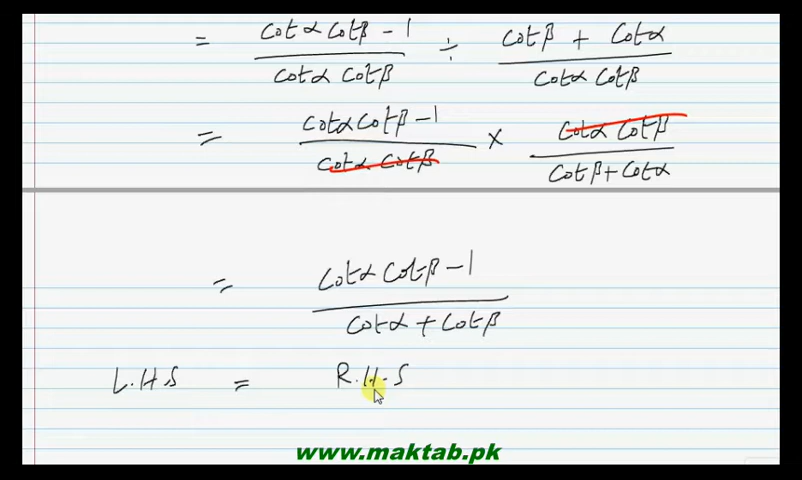 = Cotα Cotβ - 1 / Cotα Cotβ ÷ Cotβ + Cotα / Cotα Cotβ
= Cotα Cotβ - 1 / Cotα Cotβ × Cotα Cotβ / Cotβ + Cotα
= Cotα Cotβ - 1 / Cotα + Cotβ
L.H.S = R.H.S
www.maktab.pk